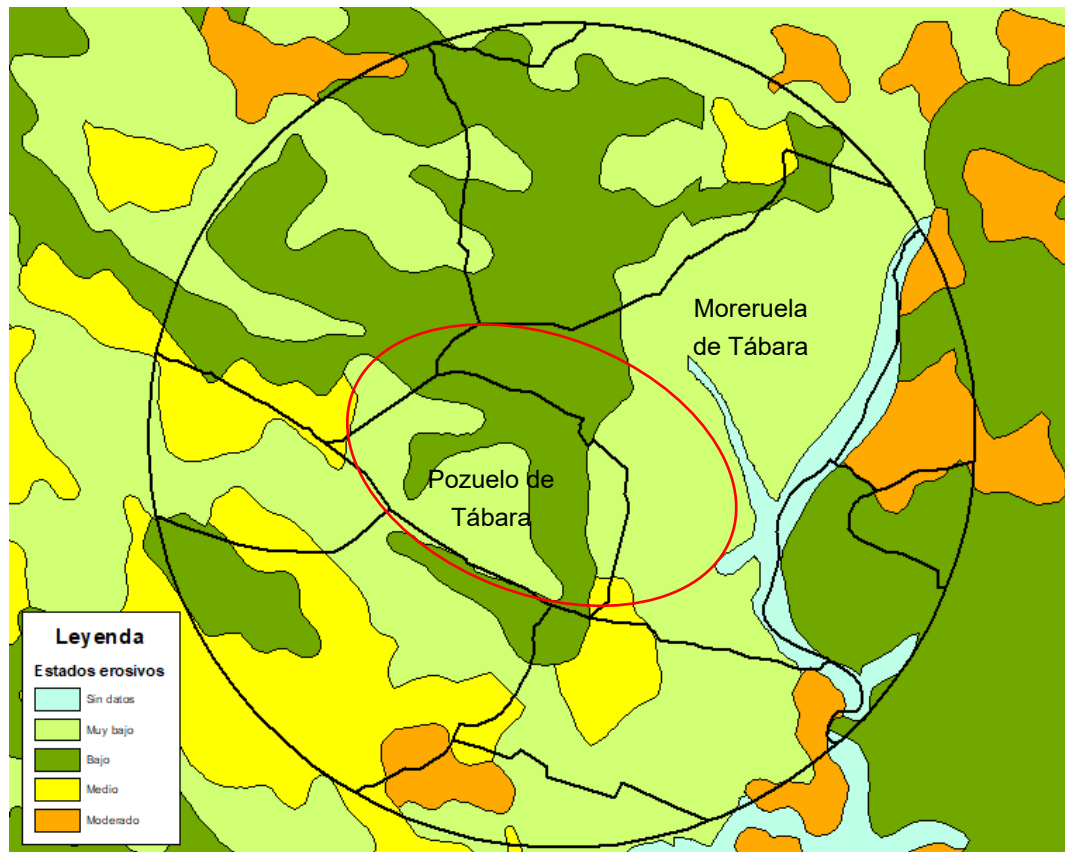 Moreruela
de Tábara
Pozuelo de
Tábara
Leyenda
Estados erosivos
Sin datos
Muy bajo
Bajo
Medio
Moderado